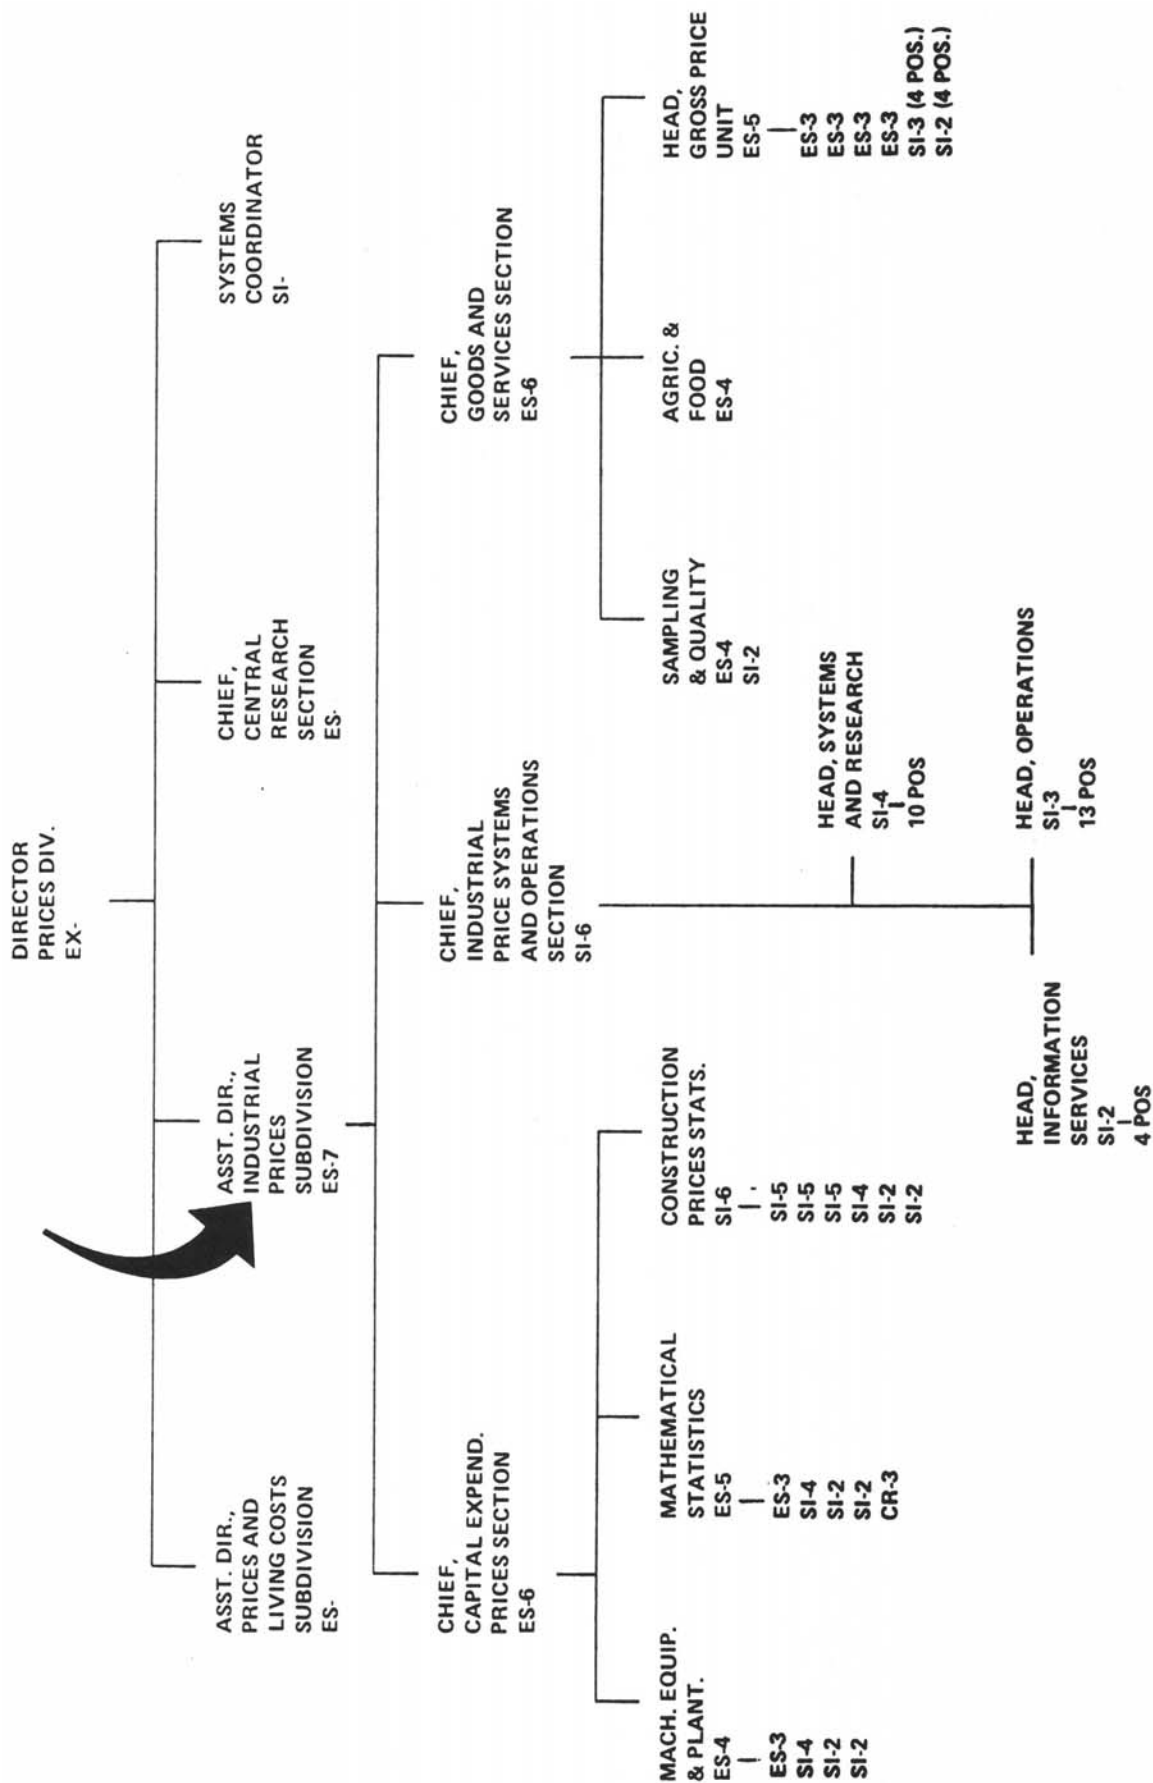 DIRECTOR
PRICES DIV.
EX-
ASST. DIR.,
PRICES AND
LIVING COSTS
SUBDIVISION
ES-
ASST. DIR.,
INDUSTRIAL
PRICES
SUBDIVISION
ES-7
CHIEF,
CENTRAL
RESEARCH
SECTION
ES-
SYSTEMS
COORDINATOR
SI-
CHIEF,
CAPITAL EXPEND.
PRICES SECTION
ES-6
CHIEF,
INDUSTRIAL
PRICE SYSTEMS
AND OPERATIONS
SECTION
SI-6
CHIEF,
GOODS AND
SERVICES SECTION
ES-6
MACH. EQUIP.
& PLANT.
ES-4
ES-3
SI-4
SI-2
SI-2
MATHEMATICAL
STATISTICS
ES-5
ES-3
SI-4
SI-2
SI-2
CR-3
CONSTRUCTION
PRICES STATS.
SI-6
SI-5
SI-5
SI-5
SI-4
SI-2
SI-2
SAMPLING
& QUALITY
ES-4
SI-2
AGRIC. &
FOOD
ES-4
HEAD,
GROSS PRICE
UNIT
ES-5
ES-3
ES-3
ES-3
ES-3
SI-3 (4 POS.)
SI-2 (4 POS.)
HEAD, SYSTEMS
AND RESEARCH
SI-4
10 POS
HEAD,
INFORMATION
SERVICES
SI-2
4 POS
HEAD, OPERATIONS
SI-3
13 POS